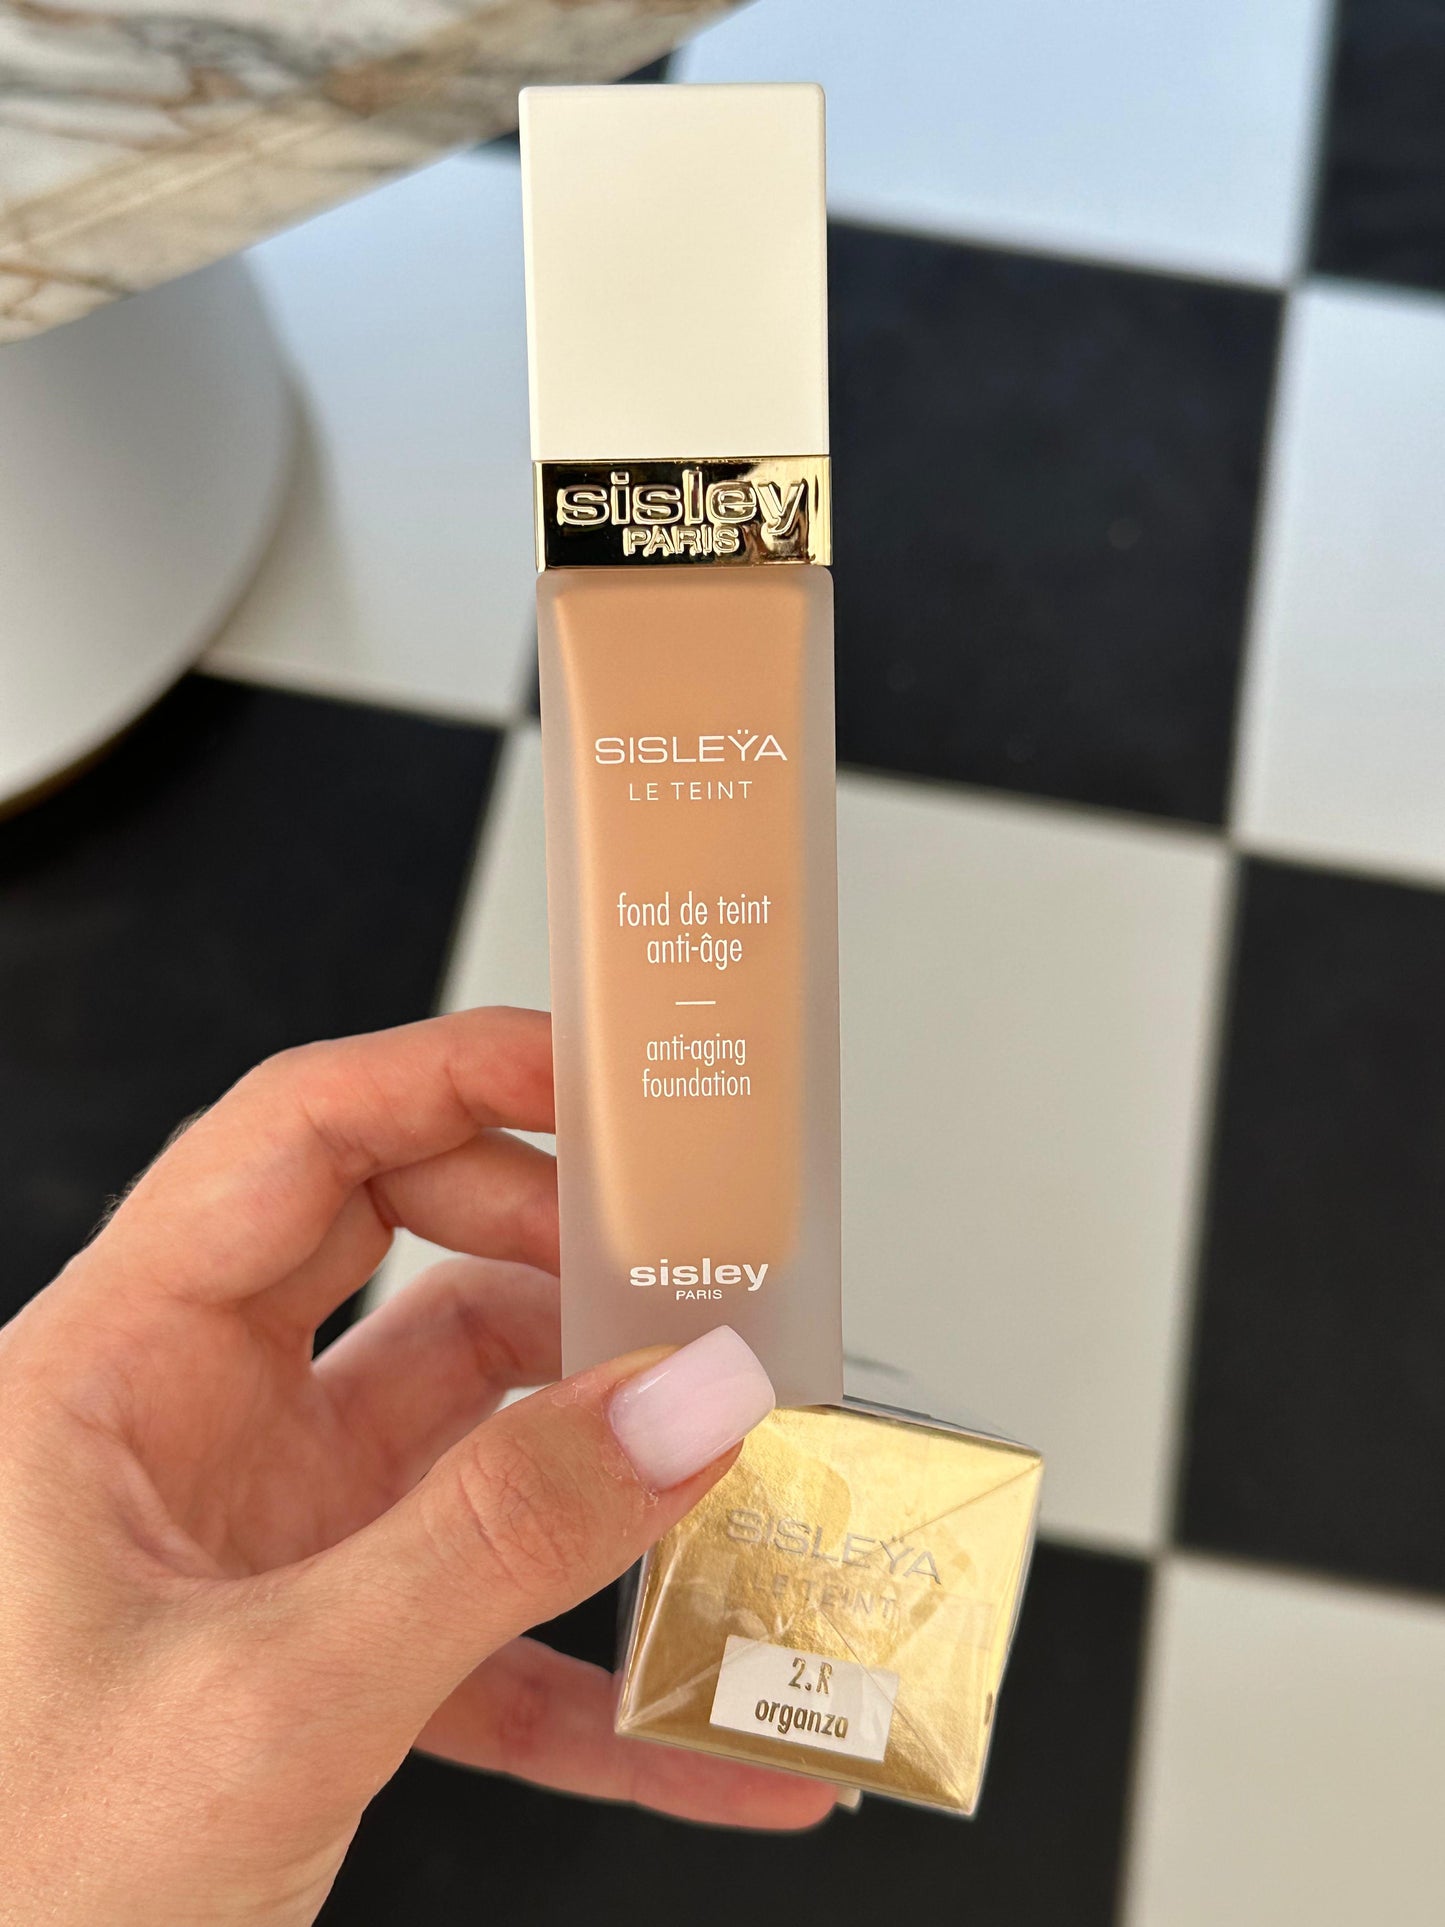 sisley
PARIS
SISLEŸA
LE TEINT
fond de teint
anti-âge
anti-aging
foundation
sisley
PARIS
SISLEŸA
LE TEINT
2.R
organza